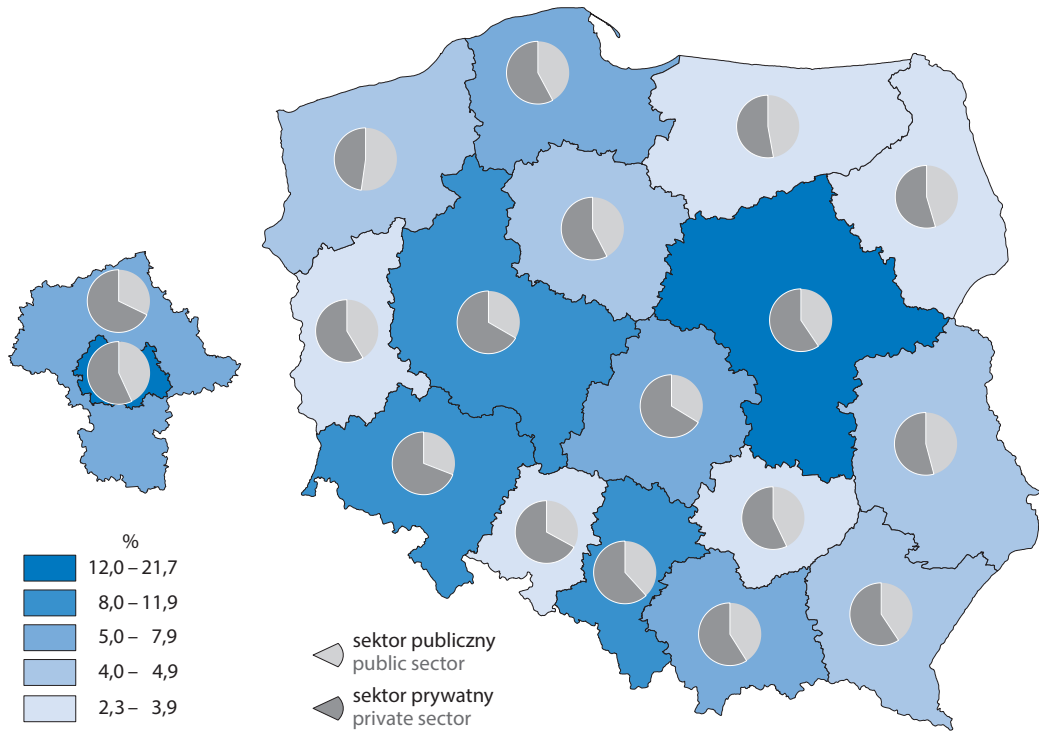 %
12,0 – 21,7
8,0 – 11,9
5,0 – 7,9
4,0 – 4,9
2,3 – 3,9
sektor publiczny
public sector
sektor prywatny
private sector